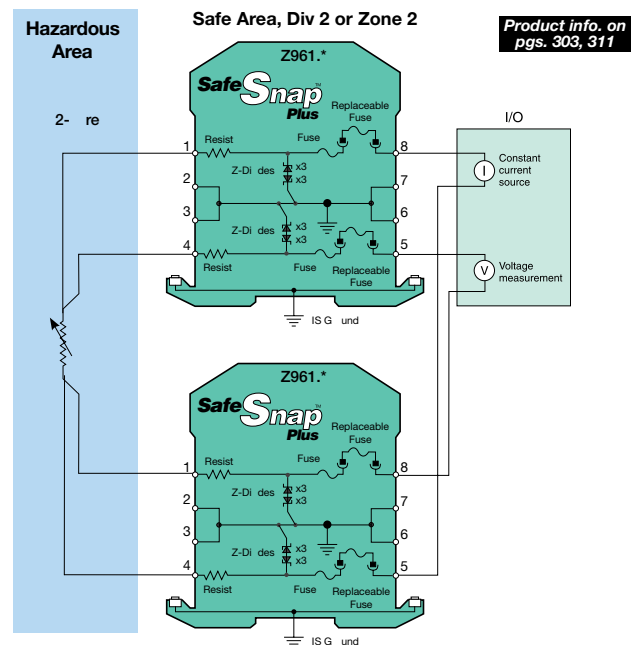 Hazardous
Area
Safe Area, Div 2 or Zone 2
Product info. on
pgs. 303, 311
2- re
Z961.*
SafeSnap™
Plus
Replaceable
Fuse
Fuse
Resist
1
8
Z-Di des
x3
x3
2
7
3
6
Z-Di des
x3
x3
4
5
Resist
Fuse
Replaceable
Fuse
IS G und
I/O
I
Constant
current
source
V
Voltage
measurement
Z961.*
SafeSnap™
Plus
Replaceable
Fuse
Fuse
Resist
1
8
Z-Di des
x3
x3
2
7
3
6
Z-Di des
x3
x3
4
5
Resist
Fuse
Replaceable
Fuse
IS G und